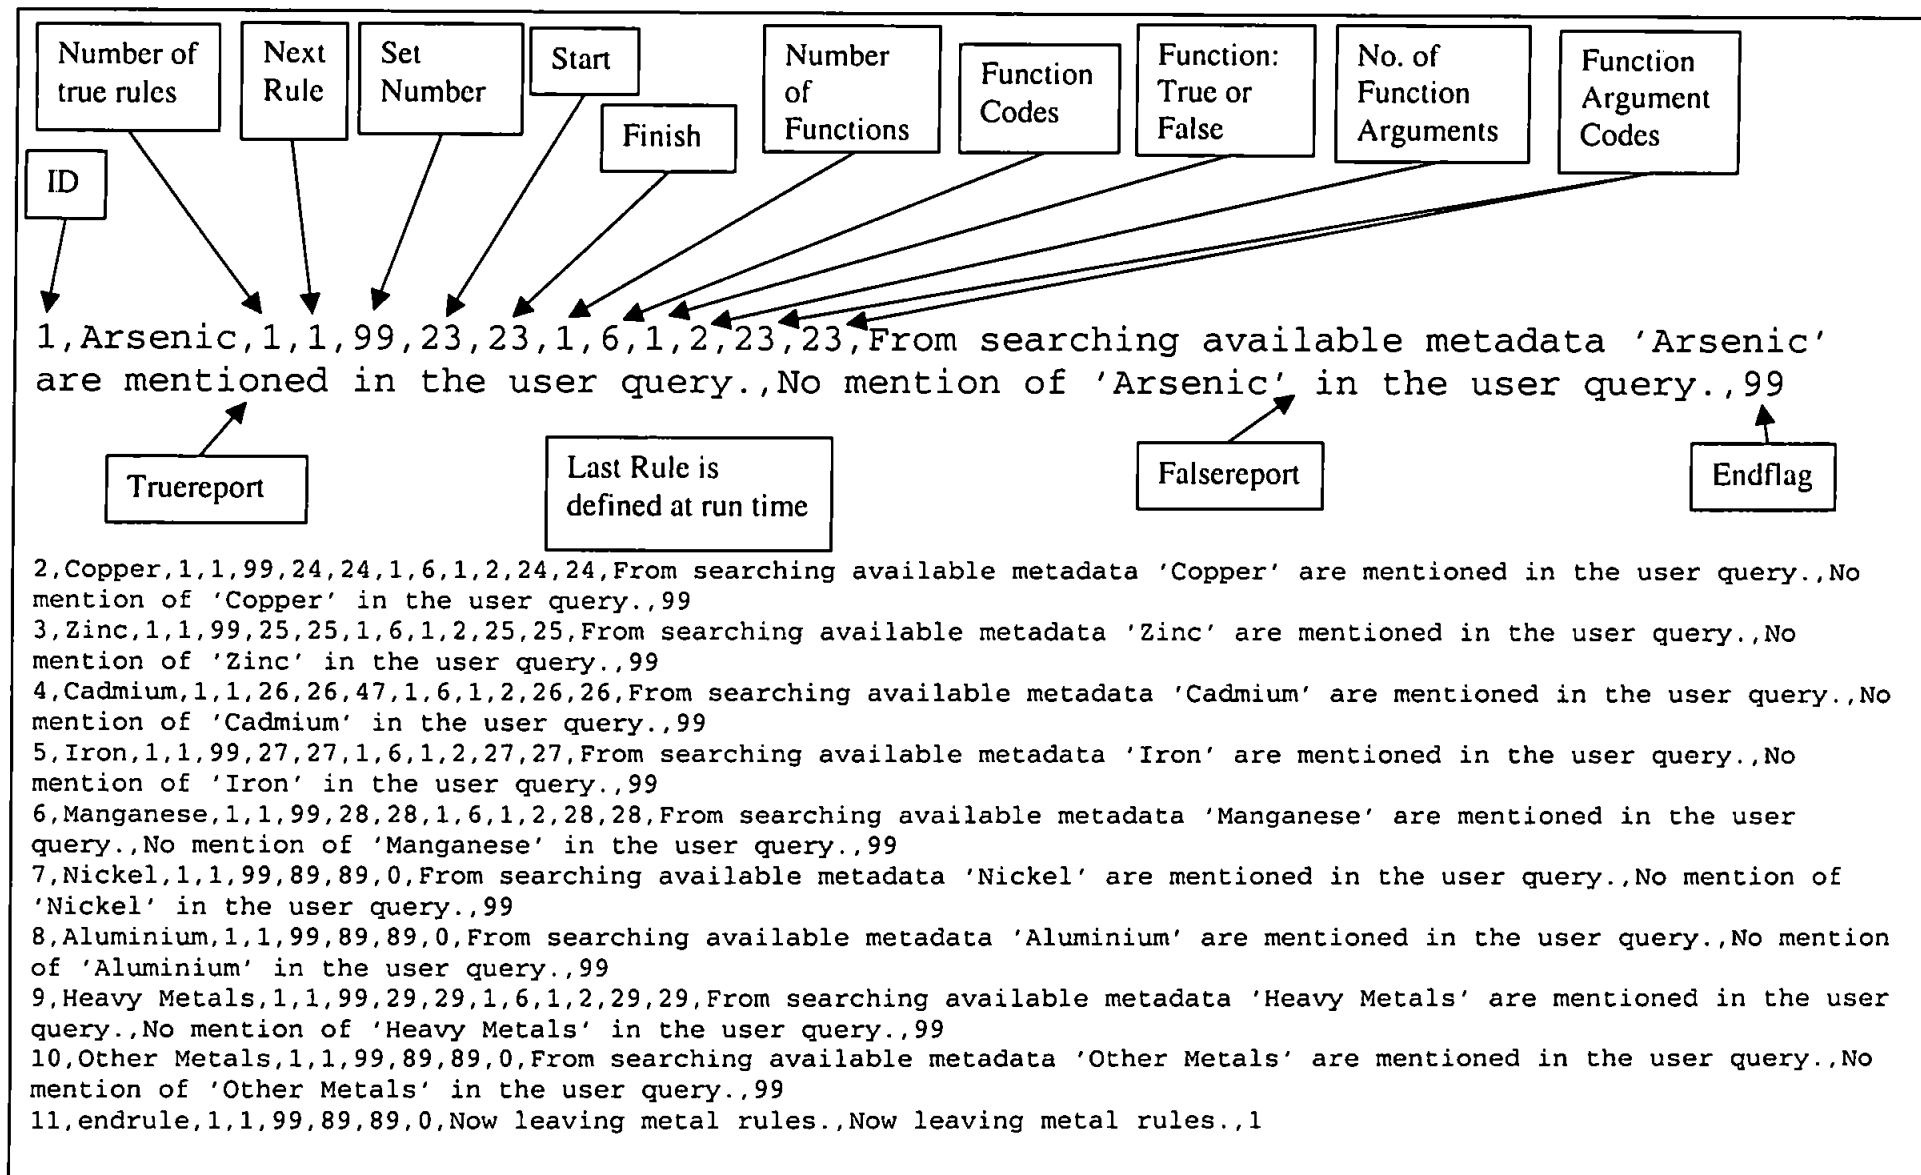 Number of
true rules
Next
Rule
Set
Number
Start
Finish
Number
of
Functions
Function
Codes
Function:
True or
False
No. of
Function
Arguments
Function
Argument
Codes
ID
1,Arsenic,1,1,99,23,23,1,6,1,2,23,23,From searching available metadata 'Arsenic'
are mentioned in the user query.,No mention of 'Arsenic' in the user query.,99
Truereport
Last Rule is
defined at run time
Falsereport
Endflag
2,Copper,1,1,99,24,24,1,6,1,2,24,24,From searching available metadata 'Copper' are mentioned in the user query.,No
mention of 'Copper' in the user query.,99
3,Zinc,1,1,99,25,25,1,6,1,2,25,25,From searching available metadata 'Zinc' are mentioned in the user query.,No
mention of 'Zinc' in the user query.,99
4,Cadmium,1,1,26,26,47,1,6,1,2,26,26,From searching available metadata 'Cadmium' are mentioned in the user query.,No
mention of 'Cadmium' in the user query.,99
5,Iron,1,1,99,27,27,1,6,1,2,27,27,From searching available metadata 'Iron' are mentioned in the user query.,No
mention of 'Iron' in the user query.,99
6,Manganese,1,1,99,28,28,1,6,1,2,28,28,From searching available metadata 'Manganese' are mentioned in the user
query.,No mention of 'Manganese' in the user query.,99
7,Nickel,1,1,99,89,89,0,From searching available metadata 'Nickel' are mentioned in the user query.,No mention of
'Nickel' in the user query.,99
8,Aluminium,1,1,99,89,89,0,From searching available metadata 'Aluminium' are mentioned in the user query.,No mention
of 'Aluminium' in the user query.,99
9,Heavy Metals,1,1,99,29,29,1,6,1,2,29,29,From searching available metadata 'Heavy Metals' are mentioned in the user
query.,No mention of 'Heavy Metals' in the user query.,99
10,Other Metals,1,1,99,89,89,0,From searching available metadata 'Other Metals' are mentioned in the user query.,No
mention of 'Other Metals' in the user query.,99
11,endrule,1,1,99,89,89,0,Now leaving metal rules.,Now leaving metal rules.,1